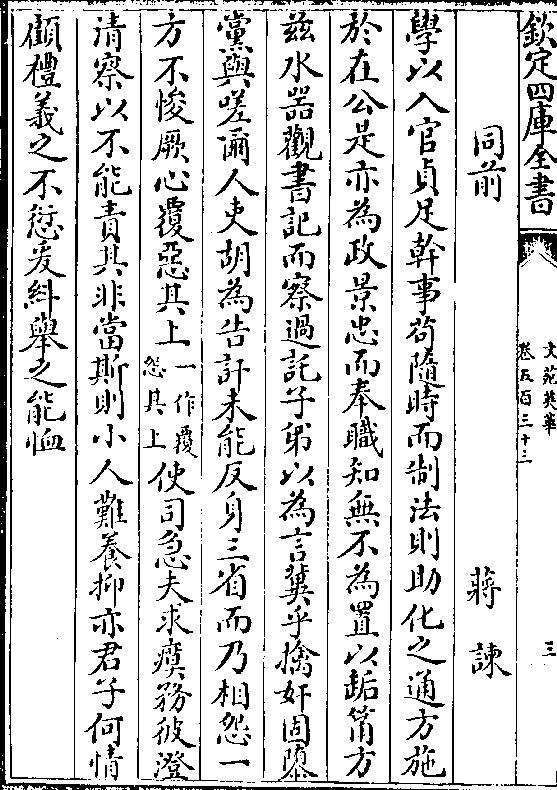 欽定四庫全書
文苑英華
卷五百三十三
三
同前
蔣諫
學以入官貞足幹事茍隨時而制法則助化之通方施
於在公是亦為政景忠而奉職知無不為置以缿筩方
兹水噐觀書記而察過託子弟以為言冀乎擒奸固隳
黨與嗟爾人吏胡為告訐未能反身三省而乃相怨一
方不悛厥心覆惡其上一作覆怨其上使司急夫求瘼務彼澄
清察以不能責其非當斯則小人難養抑亦君子何情
顧禮義之不愆爰糾舉之能恤